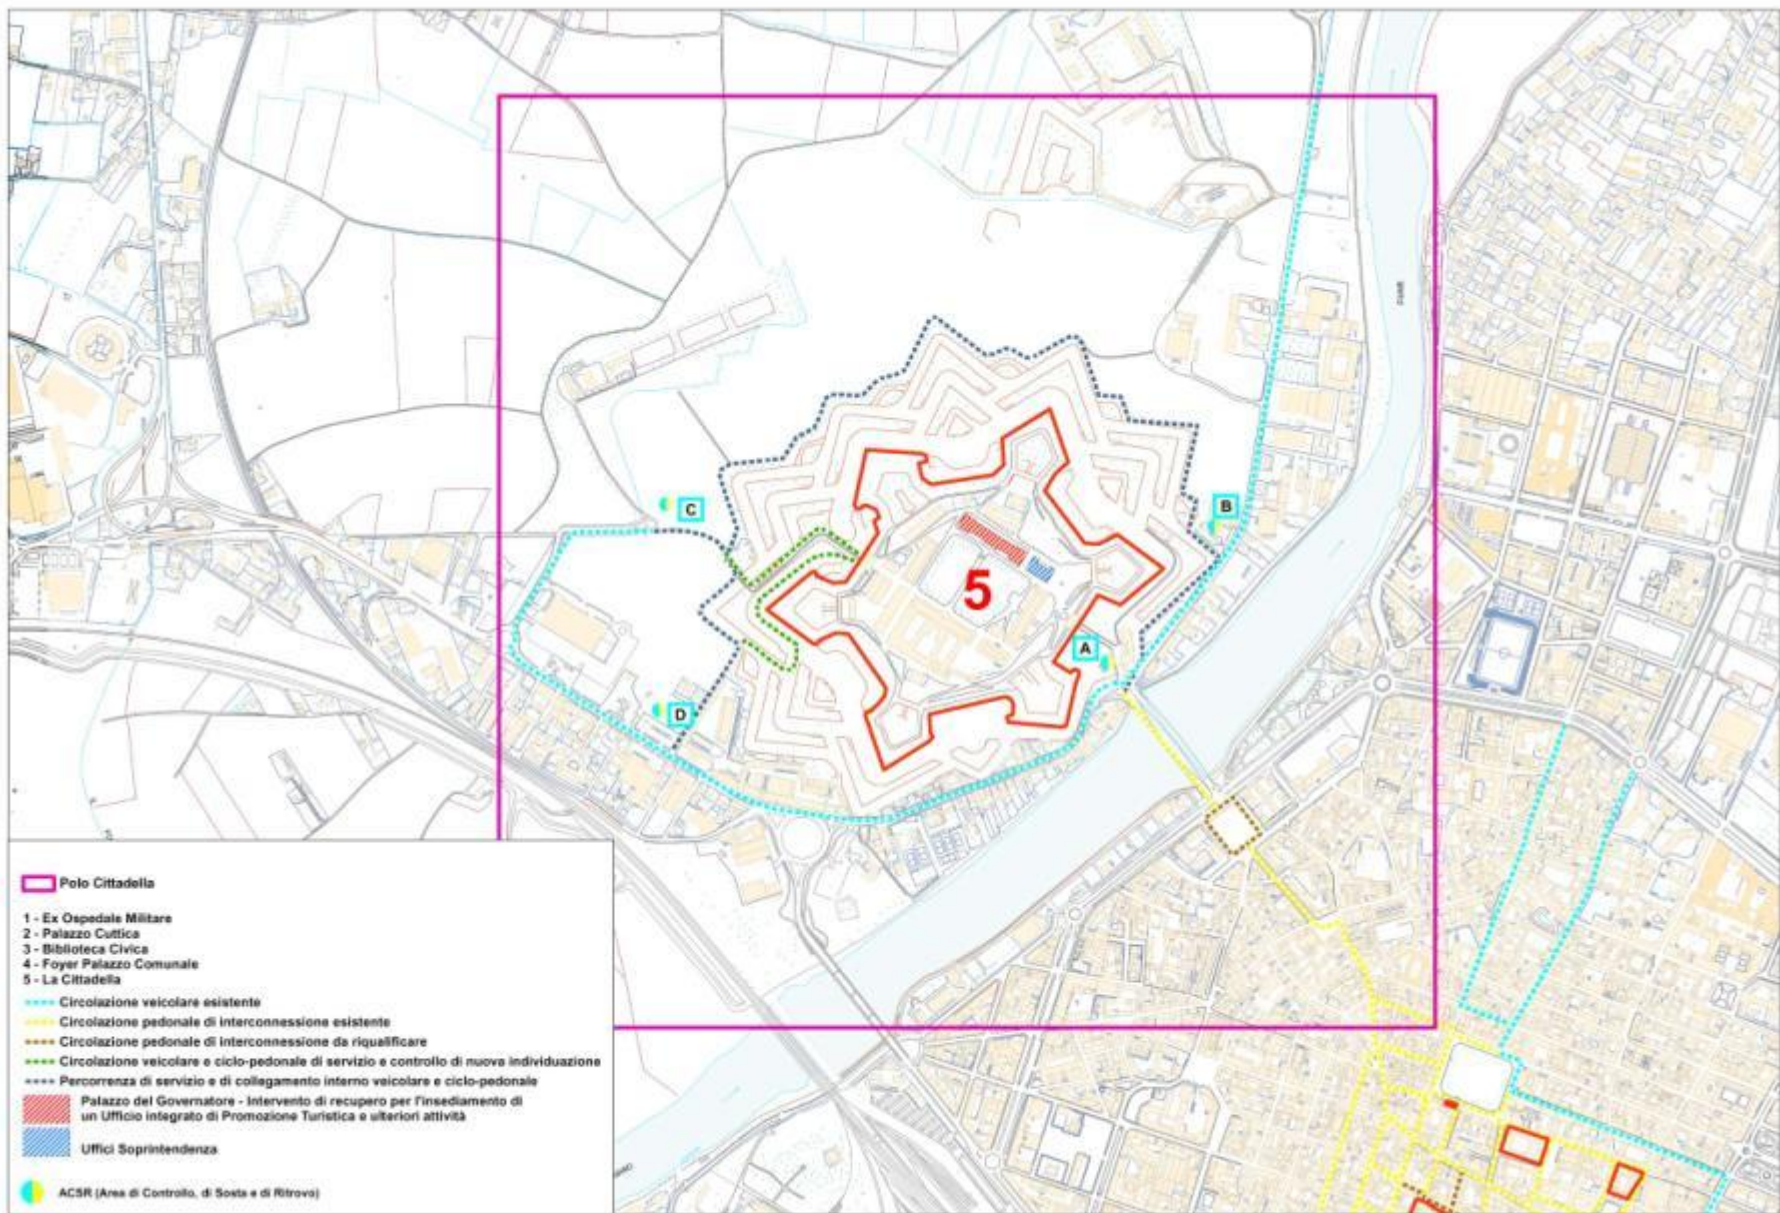 B
C
5
A
D
Polo Cittadella
1 - Ex Ospedale Militare
2 - Palazzo Cuttica
3 - Biblioteca Civica
4 - Foyer Palazzo Comunale
5 - La Cittadella
Circolazione veicolare esistente
Circolazione pedonale di interconnessione esistente
Circolazione pedonale di interconnessione da riqualificare
Circolazione veicolare e ciclo-pedonale di servizio e controllo di nuova individuazione
Percorrenza di servizio e di collegamento interno veicolare e ciclo-pedonale
Palazzo del Governatore - Intervento di recupero per l'insediamento di
un Ufficio integrato di Promozione Turistica e ulteriori attività
Uffici Soprintendenza
ACSR (Area di Controllo, di Sosta e di Ritrovo)